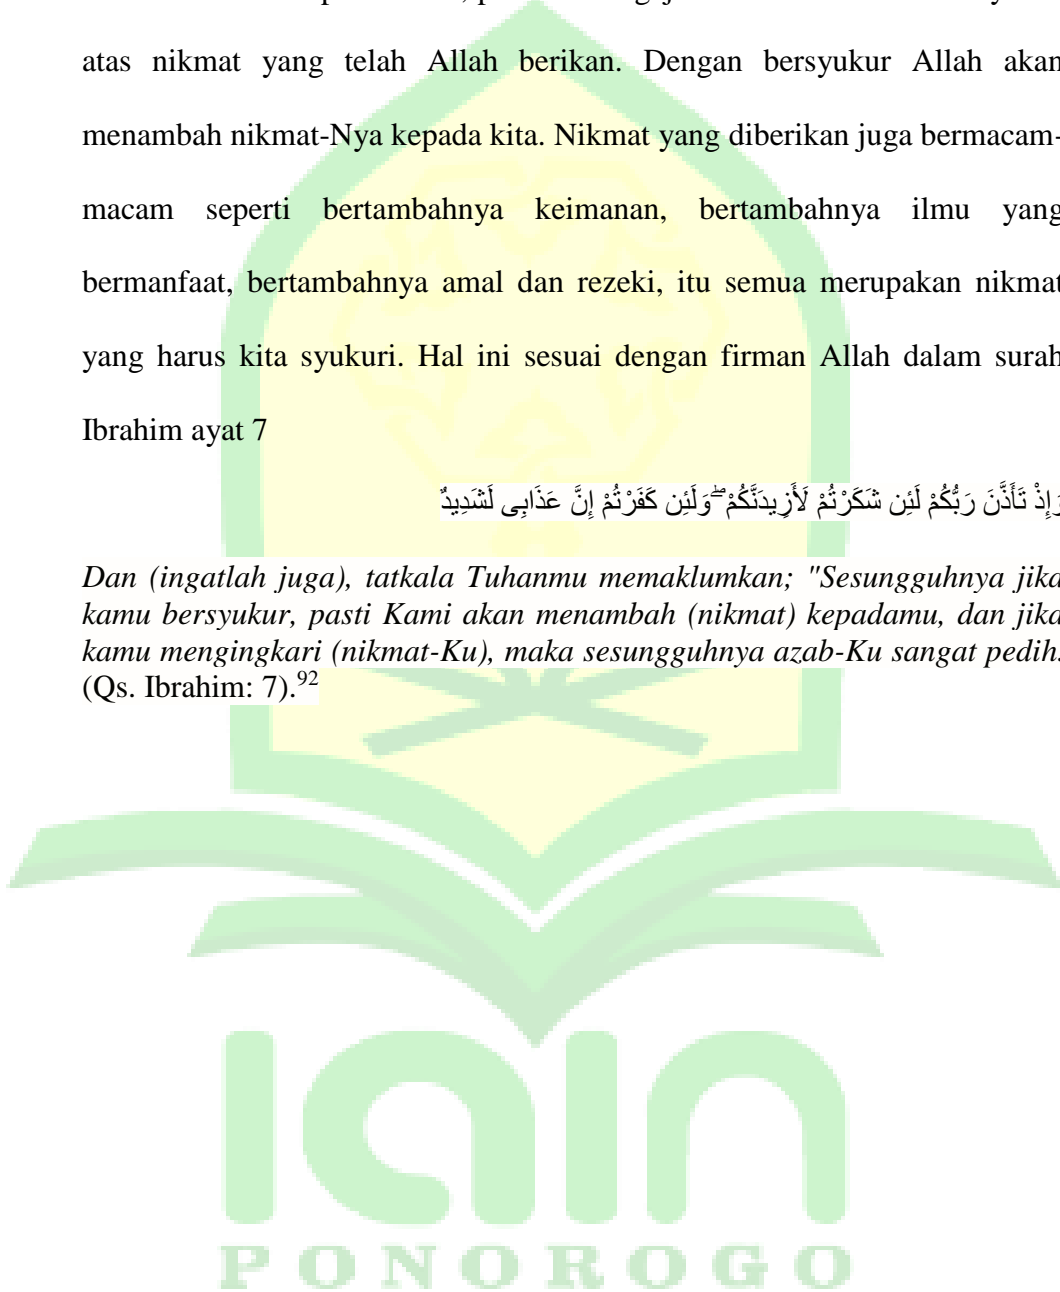 atas nikmat yang telah Allah berikan. Dengan bersyukur Allah akan
menambah nikmat-Nya kepada kita. Nikmat yang diberikan juga bermacam-
macam seperti bertambahnya keimanan, bertambahnya ilmu yang
bermanfaat, bertambahnya amal dan rezeki, itu semua merupakan nikmat
yang harus kita syukuri. Hal ini sesuai dengan firman Allah dalam surah
Ibrahim ayat 7
وَإِذْ تَأَذَّنَ رَبُّكُمْ لَئِن شَكَرْتُمْ لَأَزِيدَنَّكُمْ ۖ وَلَئِن كَفَرْتُمْ إِنَّ عَذَابِى لَشَدِيدٌ
Dan (ingatlah juga), tatkala Tuhanmu memaklumkan; "Sesungguhnya jika
kamu bersyukur, pasti Kami akan menambah (nikmat) kepadamu, dan jika
kamu mengingkari (nikmat-Ku), maka sesungguhnya azab-Ku sangat pedih.
(Qs. Ibrahim: 7).92
iain
PONOROGO